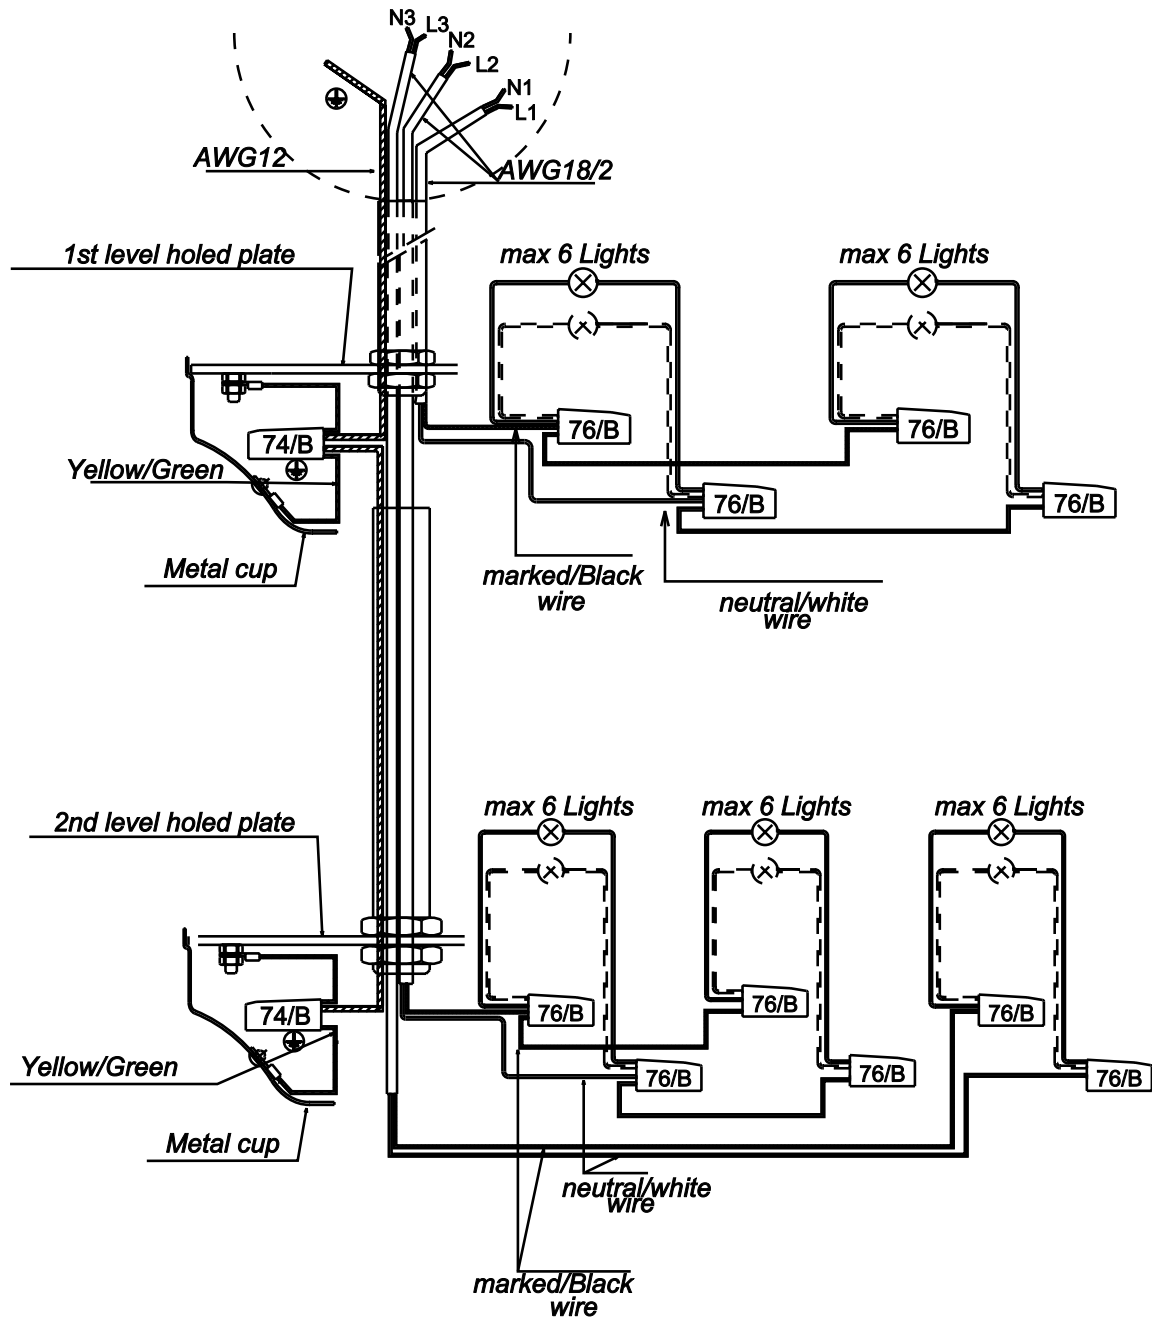 N3
L3
N2
L2
N1
L1
AWG12
AWG18/2
1st level holed plate
max 6 Lights
max 6 Lights
76/B
76/B
74/B
Yellow/Green
76/B
76/B
Metal cup
marked/Black
wire
neutral/white
wire
2nd level holed plate
max 6 Lights
max 6 Lights
max 6 Lights
76/B
76/B
76/B
74/B
Yellow/Green
76/B
76/B
76/B
Metal cup
neutral/white
wire
marked/Black
wire